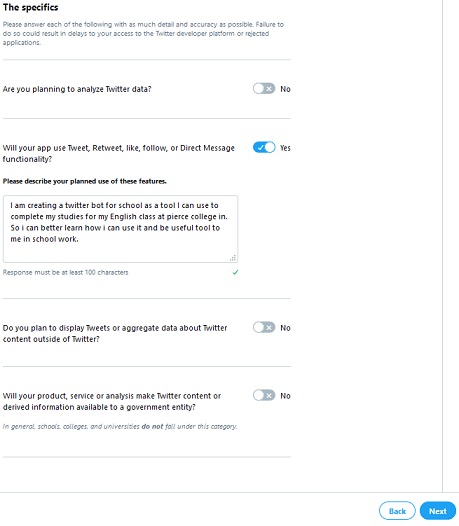 The specifics
Please answer each of the following with as much detail and accuracy as possible. Failure to
do so could result in delays to your access to the Twitter developer platform or rejected
applications.
Are you planning to analyze Twitter data?
No
Will your app use Tweet, Retweet, like, follow, or Direct Message
functionality?
Yes
Please describe your planned use of these features.
I am creating a twitter bot for school as a tool I can use to
complete my studies for my English class at pierce college in.
So i can better learn how i can use it and be useful tool to
me in school work.
Response must be at least 100 characters
Do you plan to display Tweets or aggregate data about Twitter
content outside of Twitter?
No
Will your product, service or analysis make Twitter content or
derived information available to a government entity?
No
In general, schools, colleges, and universities do not fall under this category.
Back
Next